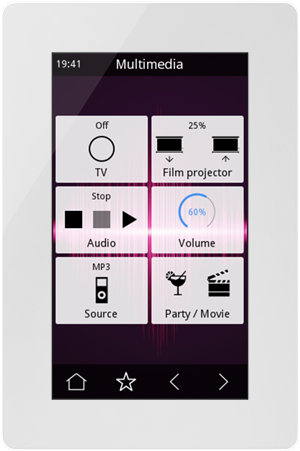 19:41 Multimedia
Off
TV
25%
Film projector
Stop
Audio
60%
Volume
MP3
Source
Party / Movie